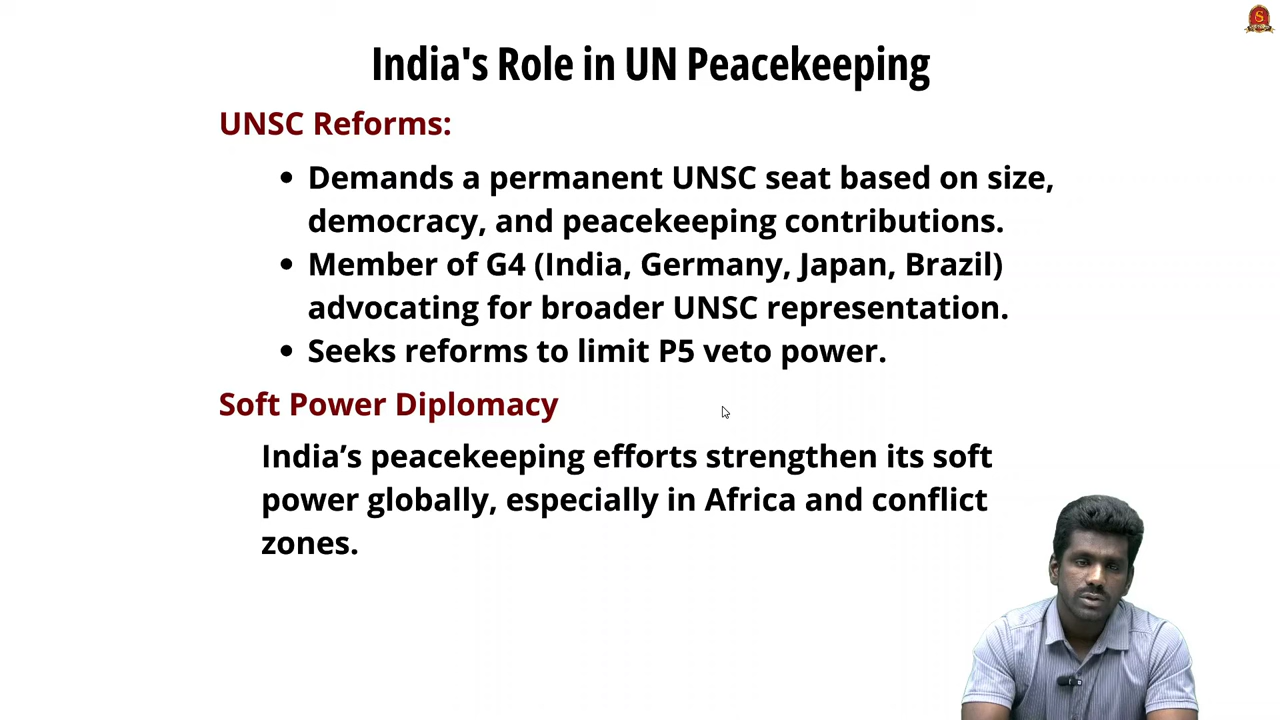 India's Role in UN Peacekeeping
UNSC Reforms:
• Demands a permanent UNSC seat based on size,
democracy, and peacekeeping contributions.
• Member of G4 (India, Germany, Japan, Brazil)
advocating for broader UNSC representation.
• Seeks reforms to limit P5 veto power.
Soft Power Diplomacy
India’s peacekeeping efforts strengthen its soft
power globally, especially in Africa and conflict
zones.